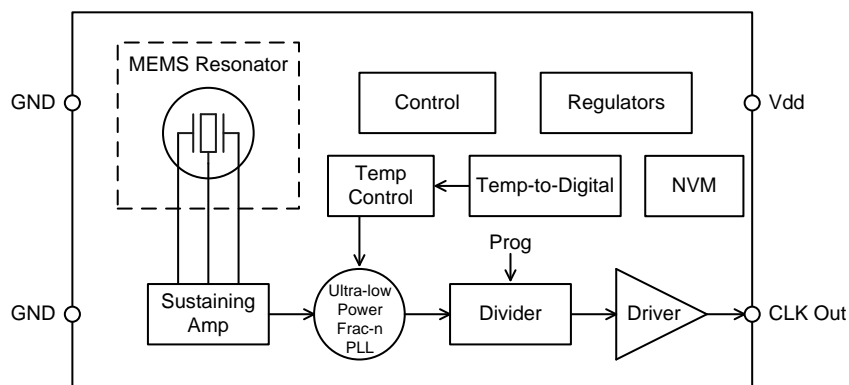 MEMS Resonator
GND
Control
Regulators
Vdd
Temp
Control
Temp-to-Digital
NVM
Prog
GND
Sustaining
Amp
Ultra-low
Power
Frac-n
PLL
Divider
Driver
CLK Out